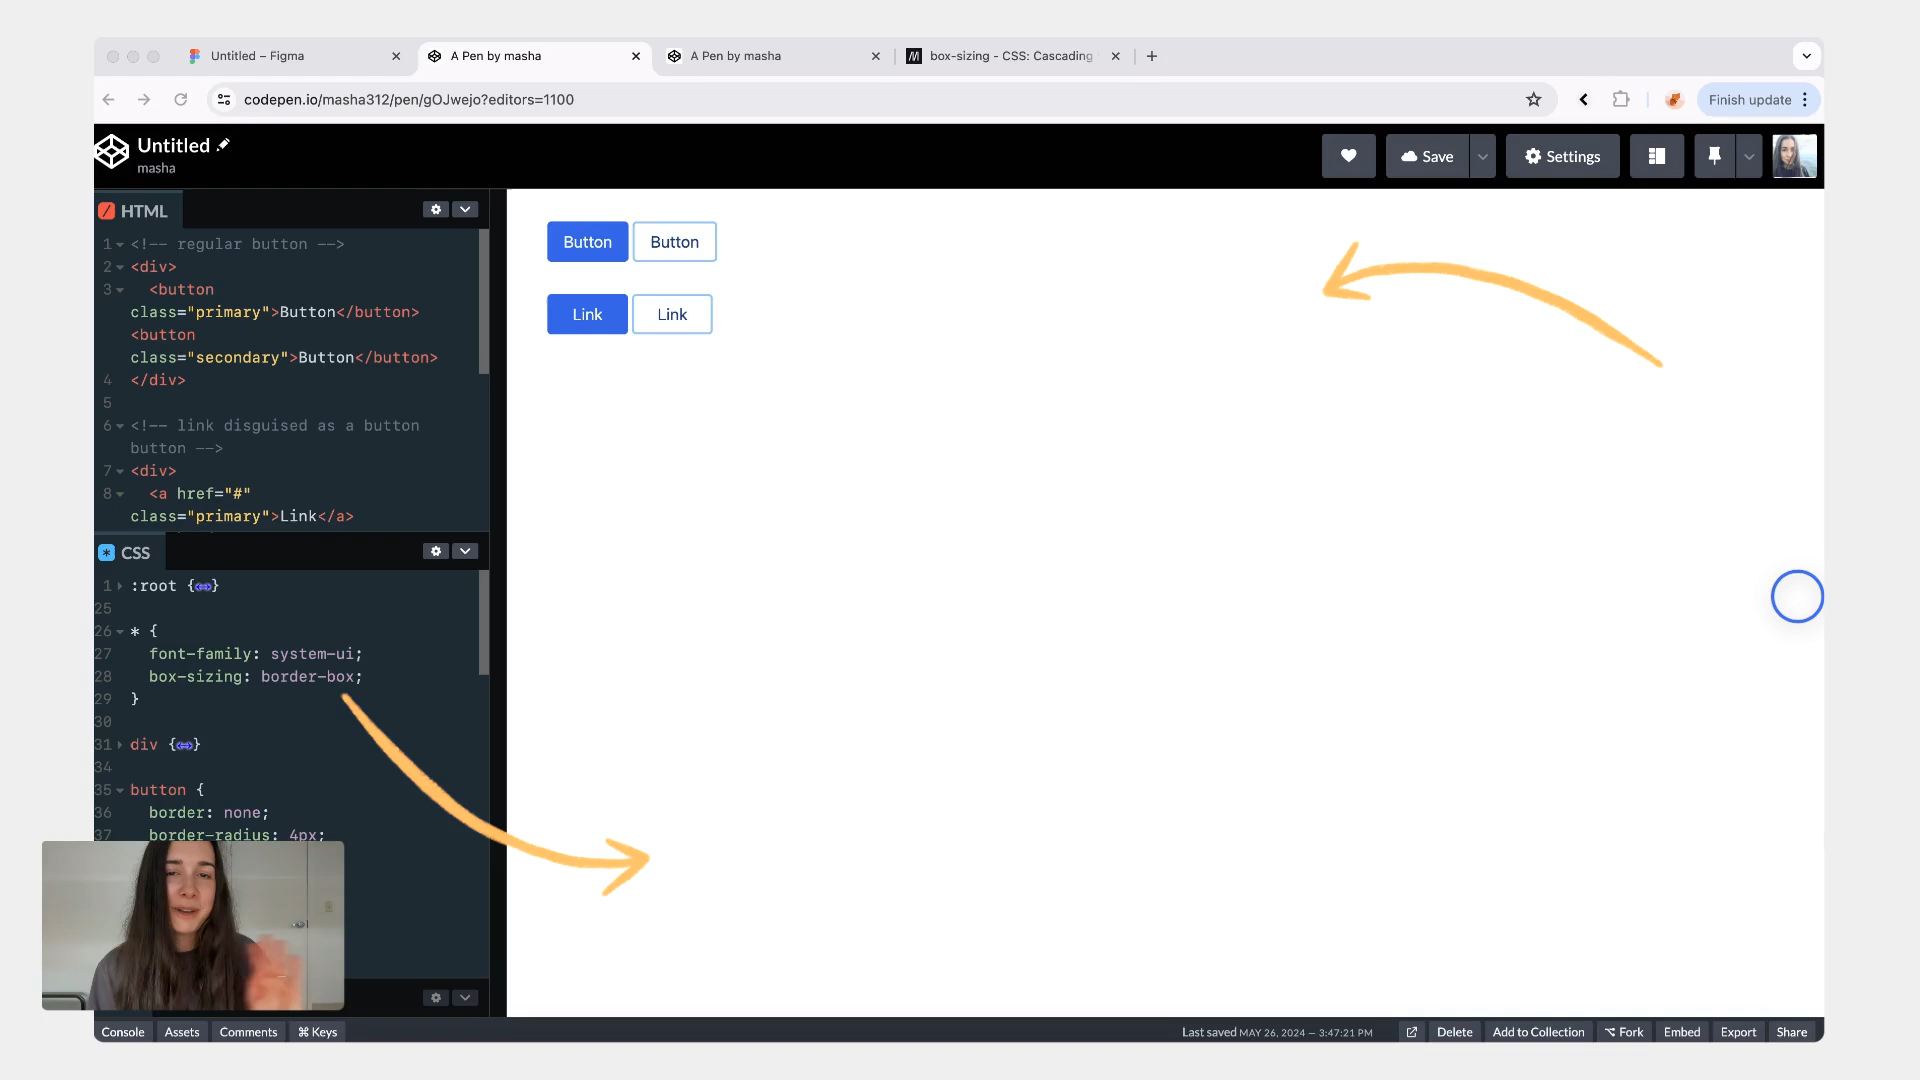 Untitled – Figma
A Pen by masha
A Pen by masha
box-sizing - CSS: Cascading
codepen.io/masha312/pen/gOJwejo?editors=1100
Finish update
Untitled
masha
Save
Settings
HTML
1 <!-- regular button -->
2 <div>
3 <button
class="primary">Button</button>
<button
class="secondary">Button</button>
4 </div>
5
6 <!-- link disguised as a button
button -->
7 <div>
8 <a href="#"
class="primary">Link</a>
CSS
1 :root {↔}
25
26 * {
27 font-family: system-ui;
28 box-sizing: border-box;
29 }
30
31 div {↔}
34
35 button {
36 border: none;
37 border-radius: 4px;
Button Button
Link Link
Console Assets Comments ⌘ Keys
Last saved MAY 26, 2024 — 3:47:21 PM
Delete Add to Collection Fork Embed Export Share